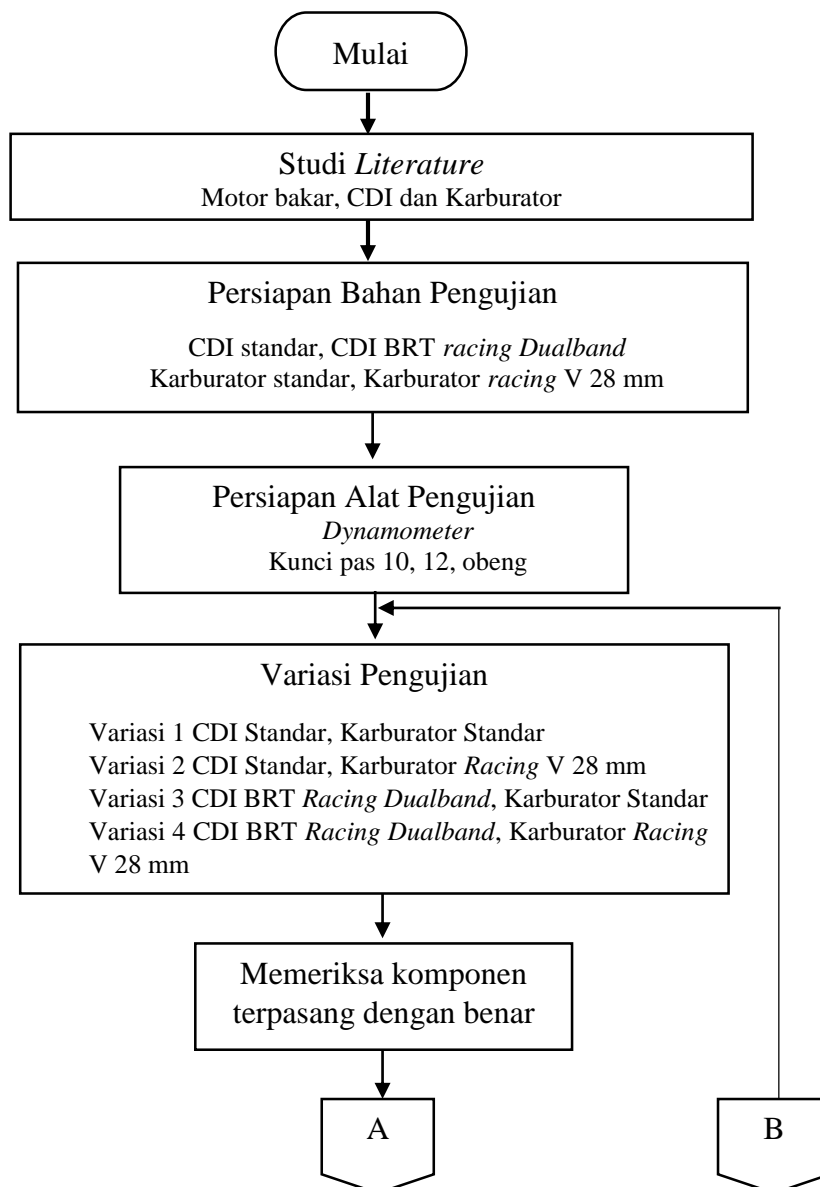 Mulai
Studi Literature
Motor bakar, CDI dan Karburator
Persiapan Bahan Pengujian
CDI standar, CDI BRT racing Dualband
Karburator standar, Karburator racing V 28 mm
Persiapan Alat Pengujian
Dynamometer
Kunci pas 10, 12, obeng
Variasi Pengujian
Variasi 1 CDI Standar, Karburator Standar
Variasi 2 CDI Standar, Karburator Racing V 28 mm
Variasi 3 CDI BRT Racing Dualband, Karburator Standar
Variasi 4 CDI BRT Racing Dualband, Karburator Racing
V 28 mm
Memeriksa komponen
terpasang dengan benar
A
B